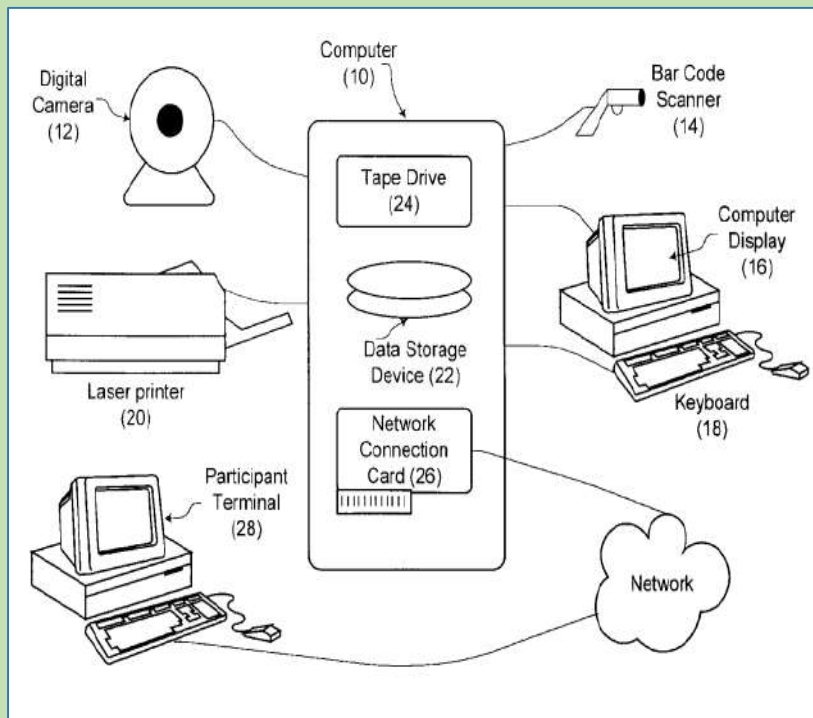 Computer
(10)
Digital
Camera
(12)
Bar Code
Scanner
(14)
Tape Drive
(24)
Computer
Display
(16)
Data Storage
Device (22)
Laser printer
(20)
Keyboard
(18)
Network
Connection
Card (26)
Participant
Terminal
(28)
Network